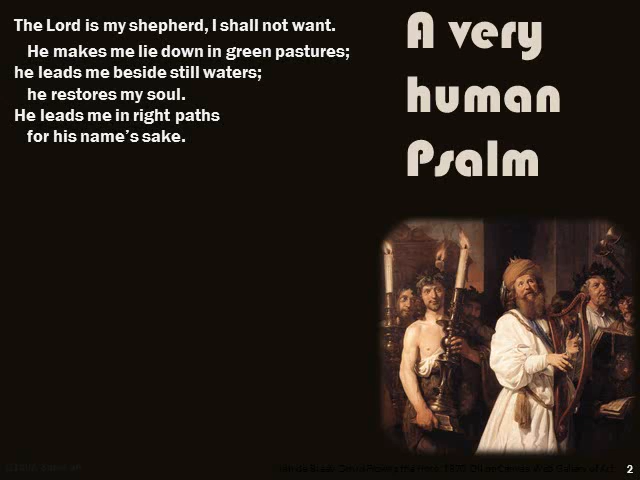 The Lord is my shepherd, I shall not want.
He makes me lie down in green pastures;
he leads me beside still waters;
he restores my soul.
He leads me in right paths
for his name's sake.
A very
human
Psalm
2